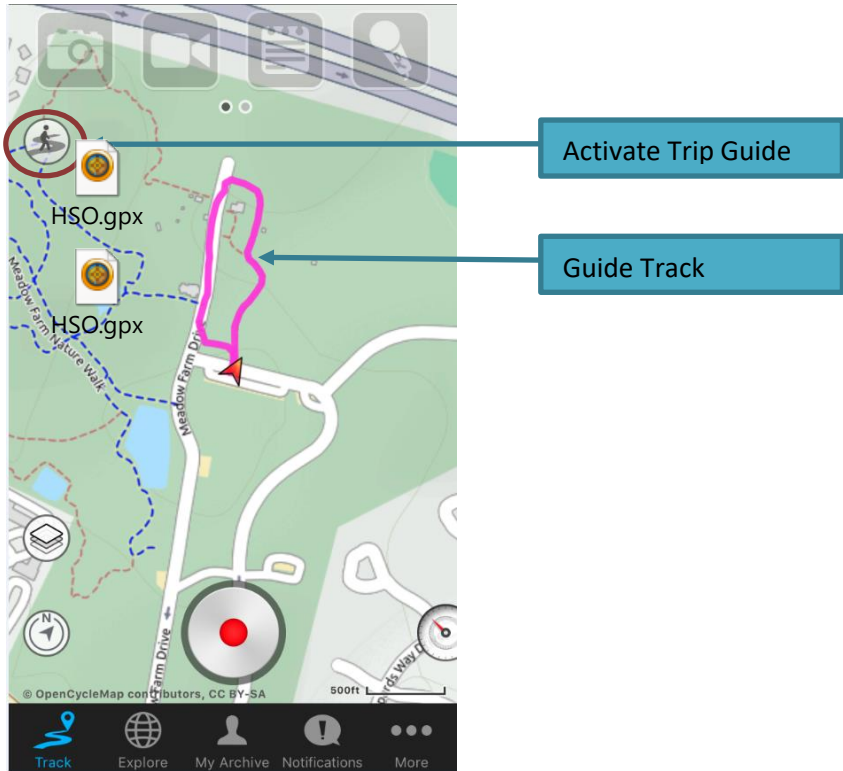 Activate Trip Guide
HSO.gpx
Guide Track
HSO.gpx
Meadow Farm Nature Walk
Meadow Farm Drive
N
Farm Drive
© OpenCycleMap contributors, CC BY-SA
500ft
Track
Explore
My Archive
Notifications
More